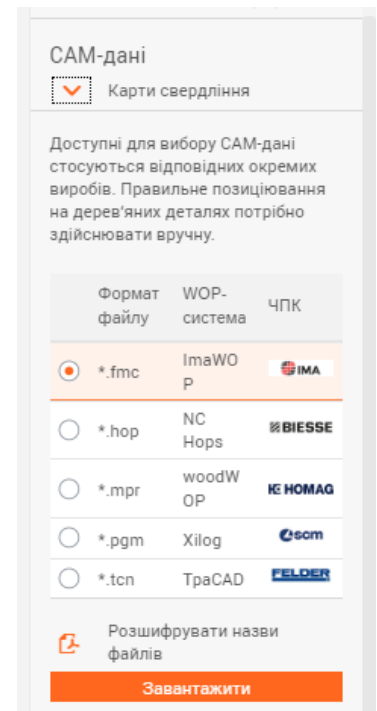 CAM-дані
Карти свердління
Доступні для вибору CAM-дані
стосуються відповідних окремих
виробів. Правильне позиціювання
на дерев'яних деталях потрібно
здійснювати вручну.
Формат WOP- ЧПК
файлу система
*.fmc ImaWO IMA
P
*.hop NC BIESSE
Hops
*.mpr woodW HOMAG
OP
*.pgm Xilog scm
*.tcn TpaCAD FELDER
Розшифрувати назви
файлів
Завантажити